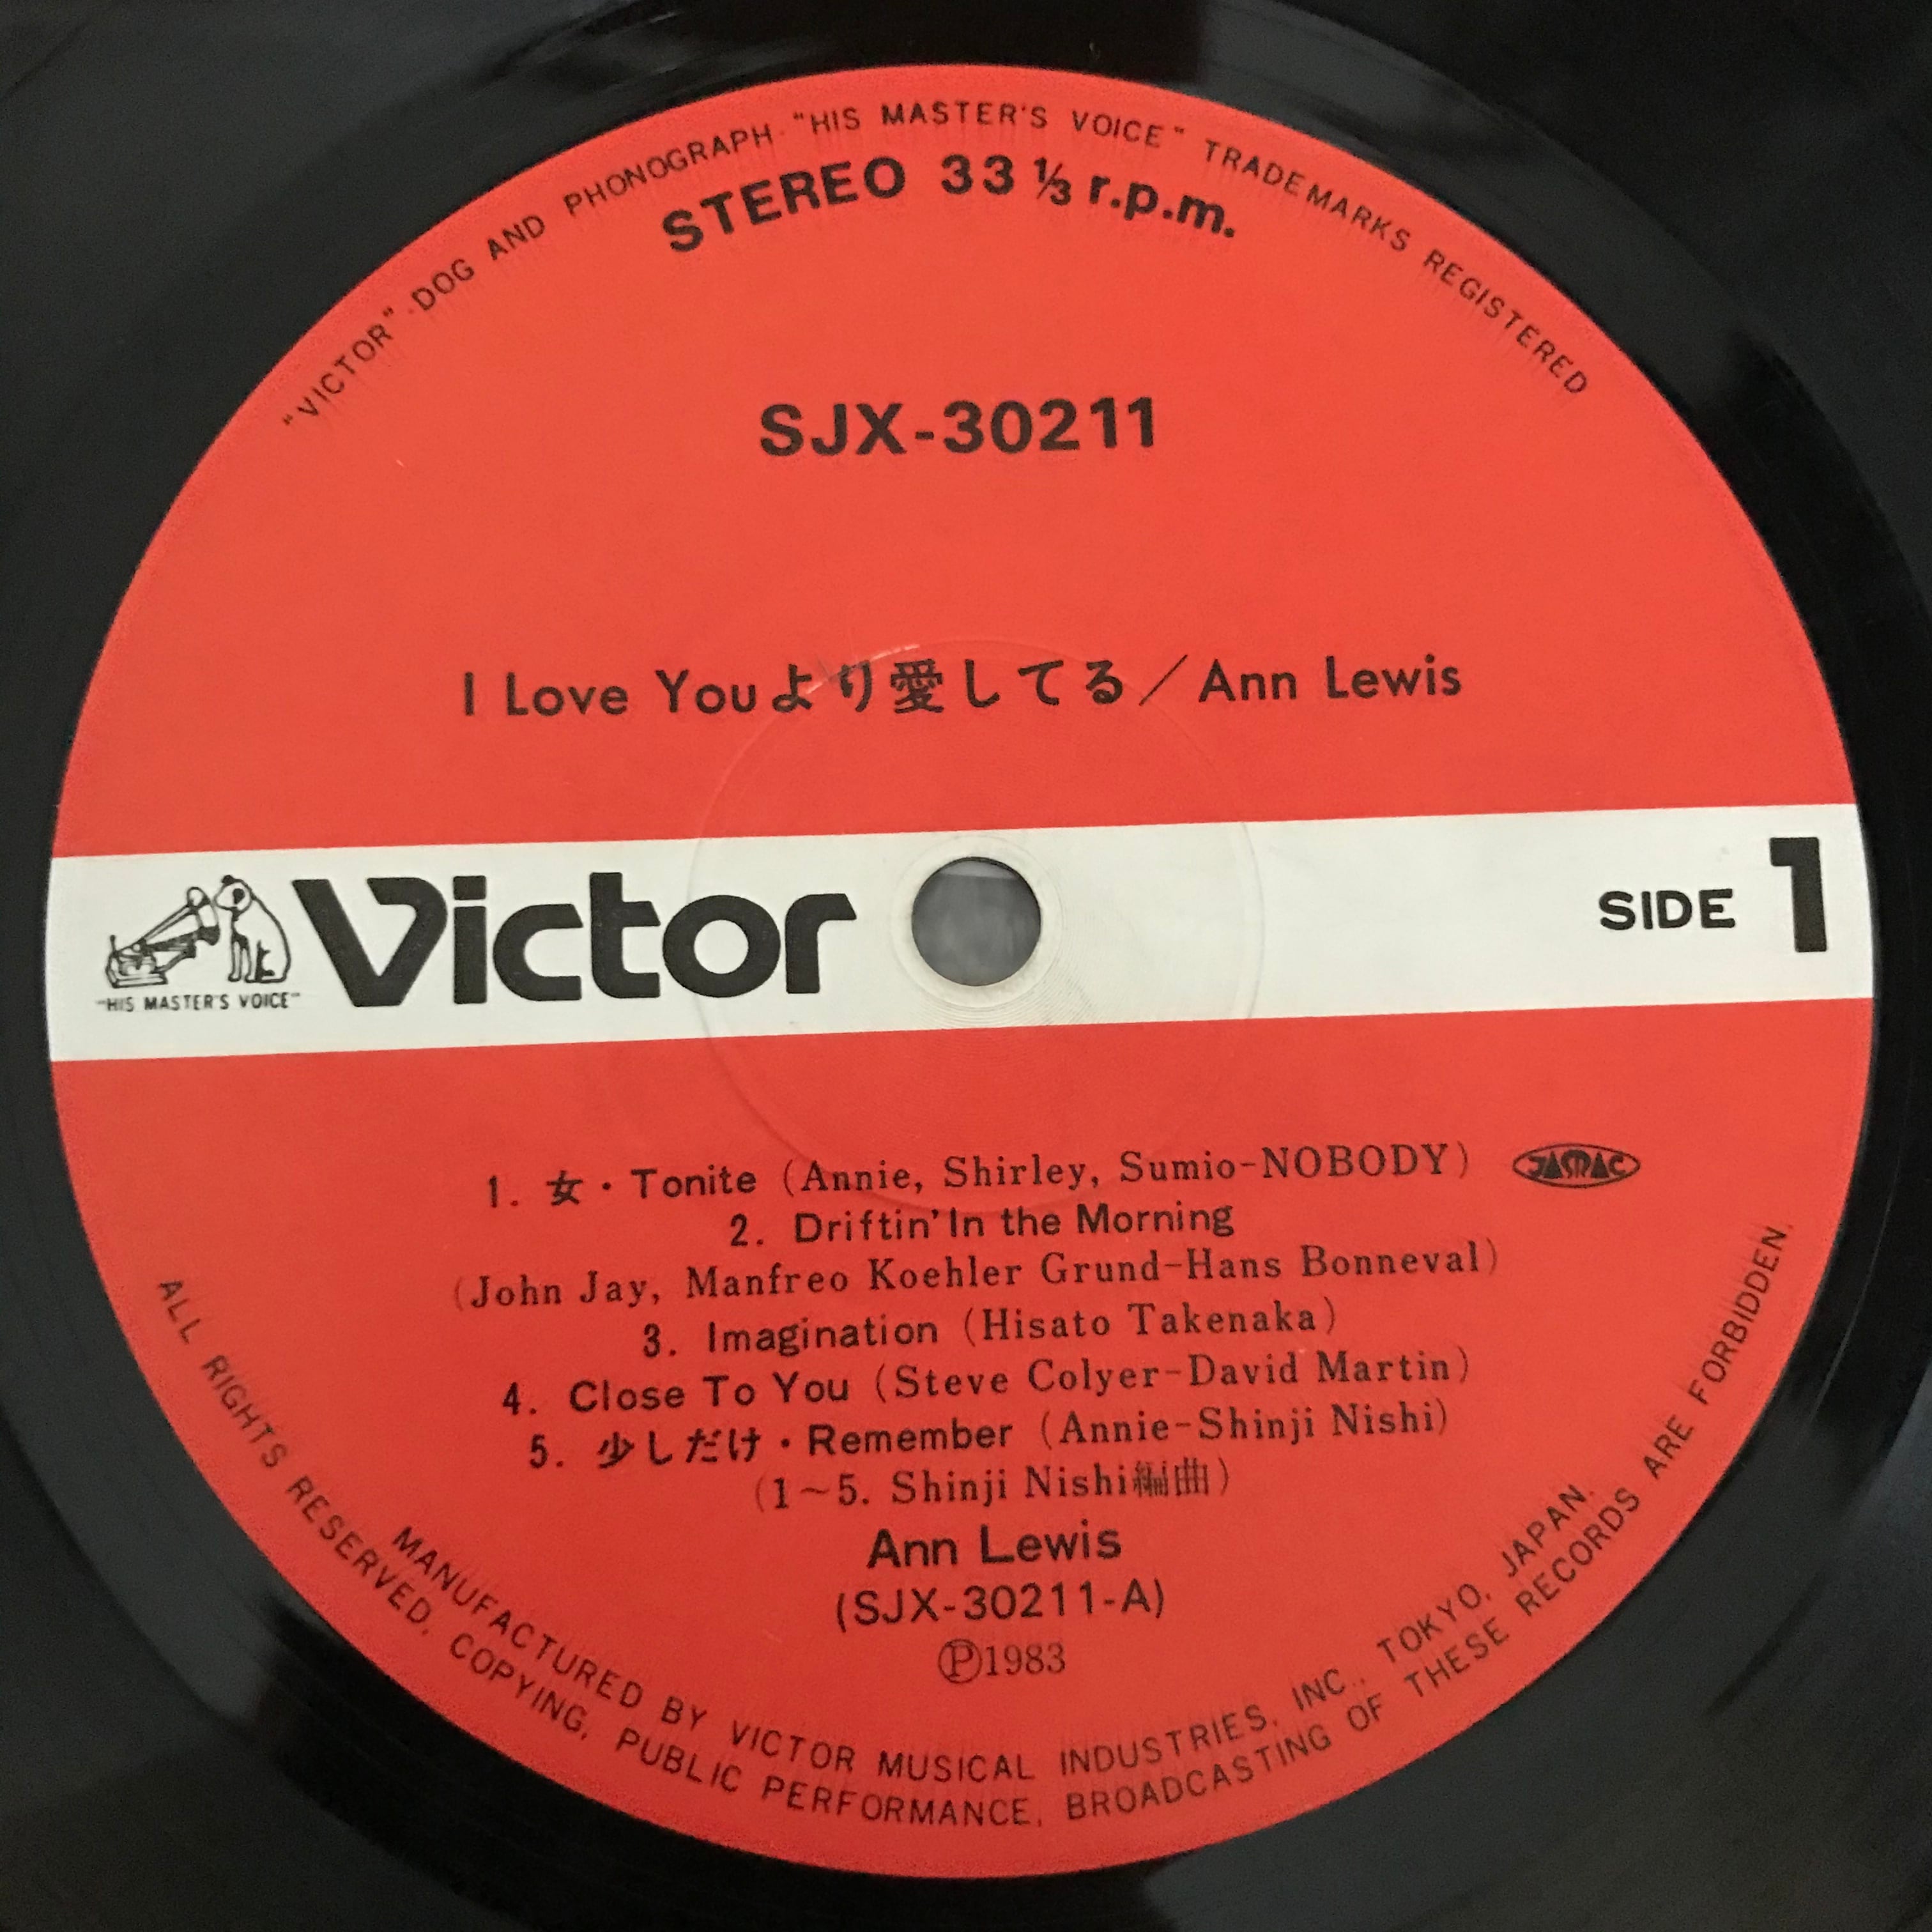 "VICTOR"·DOG AND PHONOGRAPH·"HIS MASTER'S VOICE" TRADEMARKS REGISTERED
STEREO 33 ⅓ r.p.m.
SJX-30211
I Love Youより愛してる／Ann Lewis
"HIS MASTER'S VOICE"
Victor
SIDE 1
1. 女・Tonite (Annie, Shirley, Sumio-NOBODY) JASRAC
2. Driftin' In the Morning
(John Jay, Manfreo Koehler Grund-Hans Bonneval)
3. Imagination (Hisato Takenaka)
4. Close To You (Steve Colyer-David Martin)
5. 少しだけ・Remember (Annie-Shinji Nishi)
(1~5. Shinji Nishi編曲)
Ann Lewis
(SJX-30211-A)
Ⓟ1983
MANUFACTURED BY VICTOR MUSICAL INDUSTRIES, INC., TOKYO, JAPAN.
ALL RIGHTS RESERVED, COPYING, PUBLIC PERFORMANCE, BROADCASTING OF THESE RECORDS ARE FORBIDDEN.